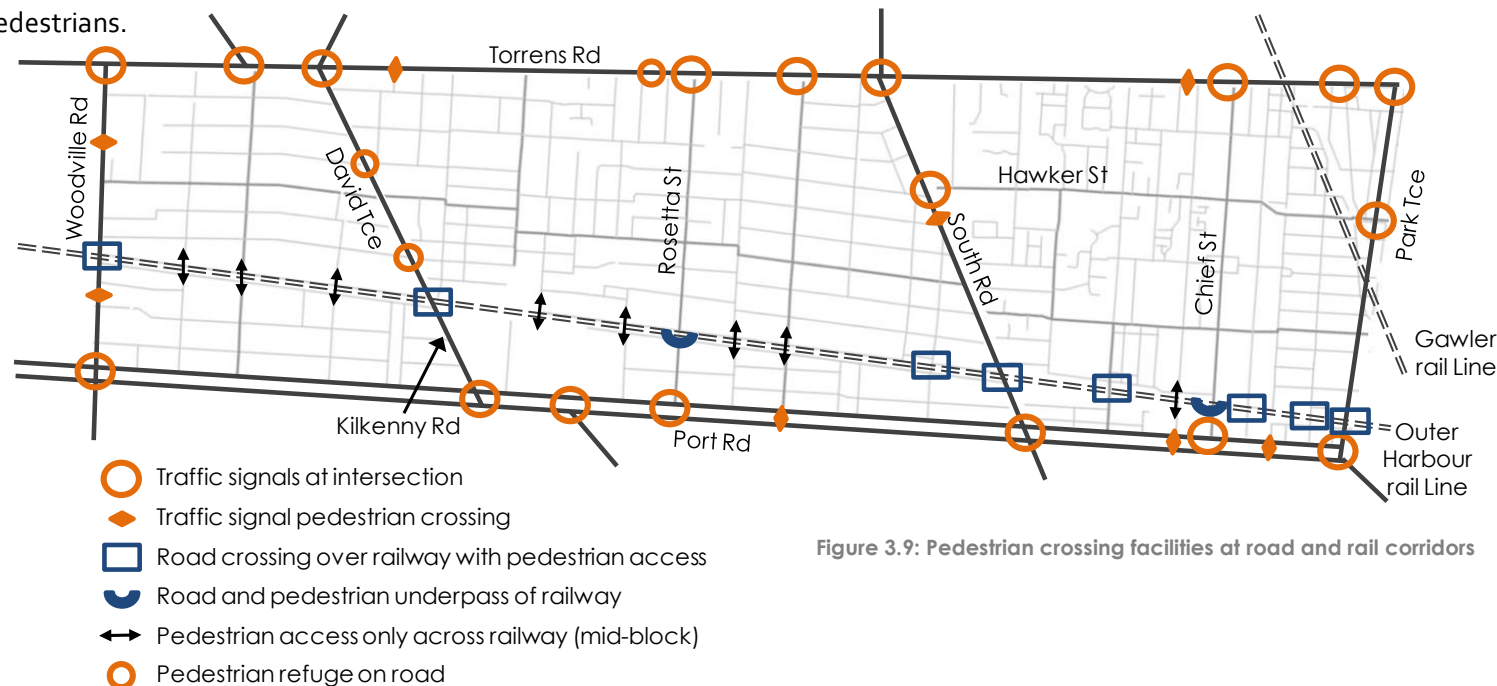 edestrians.
Torrens Rd
Woodville Rd
David Tce
Rosetta St
Hawker St
South Rd
Chief St
Park Tce
Gawler
rail Line
Kilkenny Rd
Port Rd
Outer
Harbour
rail Line
Traffic signals at intersection
Traffic signal pedestrian crossing
Road crossing over railway with pedestrian access
Road and pedestrian underpass of railway
Pedestrian access only across railway (mid-block)
Pedestrian refuge on road
Figure 3.9: Pedestrian crossing facilities at road and rail corridors